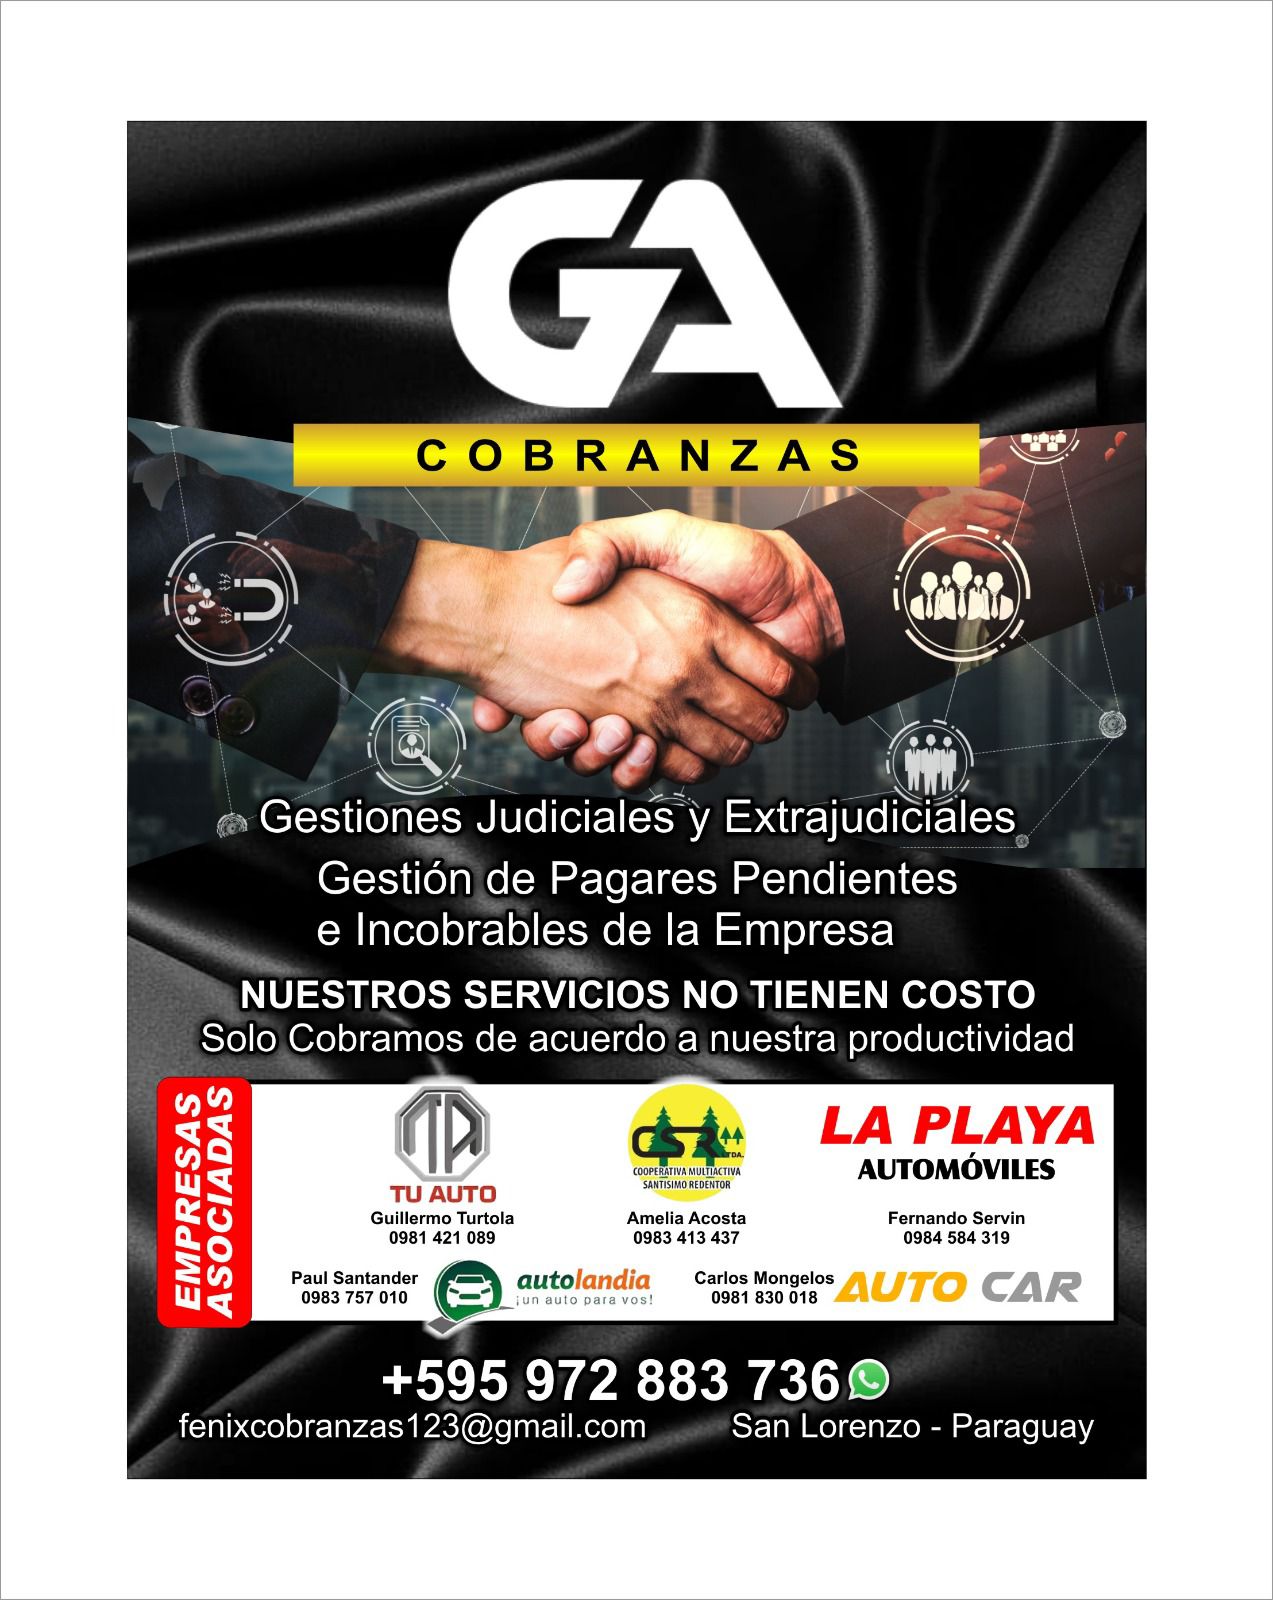 GA
COBRANZAS
Gestiones Judiciales y Extrajudiciales
Gestión de Pagares Pendientes
e Incobrables de la Empresa
NUESTROS SERVICIOS NO TIENEN COSTO
Solo Cobramos de acuerdo a nuestra productividad
EMPRESAS
ASOCIADAS
TA
TU AUTO
Guillermo Turtola
0981 421 089
CSR
LTDA.
COOPERATIVA MULTIACTIVA
SANTISIMO REDENTOR
Amelia Acosta
0983 413 437
LA PLAYA
AUTOMÓVILES
Fernando Servin
0984 584 319
Paul Santander
0983 757 010
autolandia
¡un auto para vos!
Carlos Mongelos
0981 830 018
AUTO CAR
+595 972 883 736
fenixcobranzas123@gmail.com
San Lorenzo - Paraguay